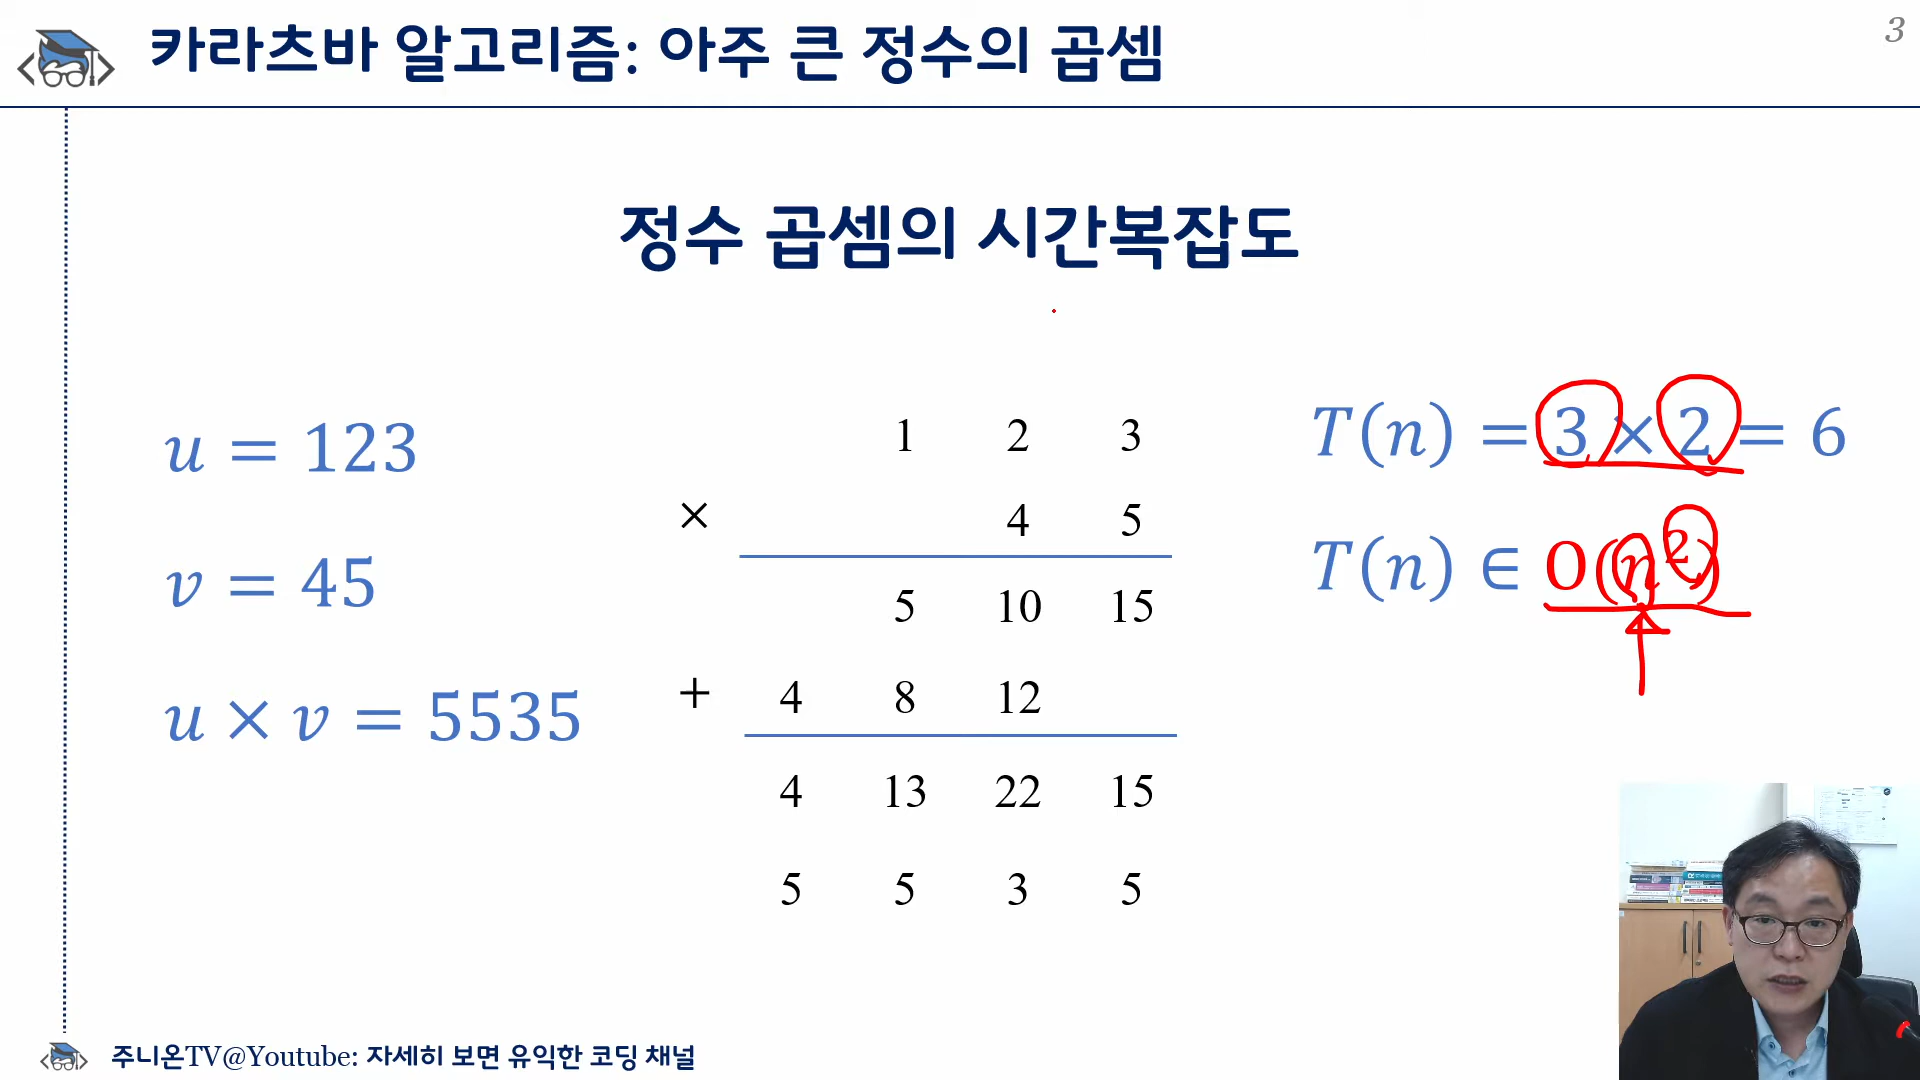 카라츠바 알고리즘: 아주 큰 정수의 곱셈
3
정수 곱셈의 시간복잡도
u = 123
v = 45
u × v = 5535
1 2 3
× 4 5
5 10 15
+ 4 8 12
4 13 22 15
5 5 3 5
T(n) = 3 × 2 = 6
T(n) ∈ O(n²)
주니온TV@Youtube: 자세히 보면 유익한 코딩 채널